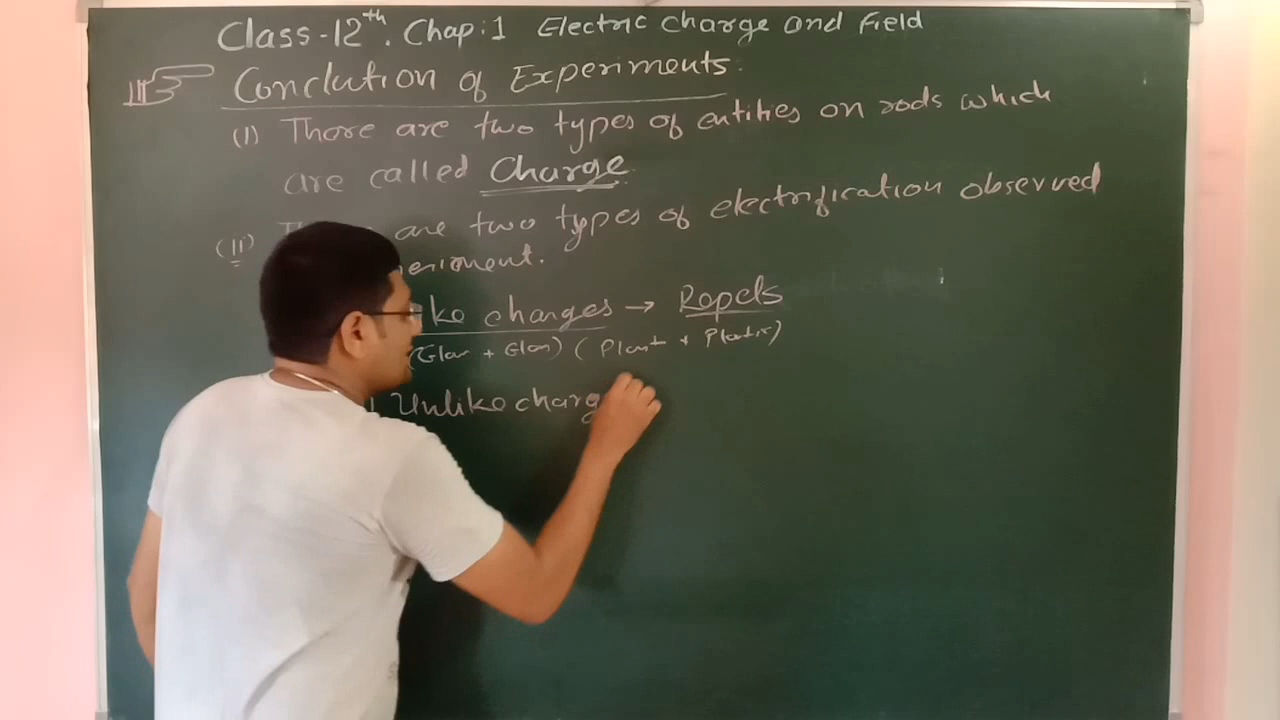 Class-12th. Chap:1 Electric Charge and Field
Conclution of Experiments.
(I) There are two types of entities on rods which
are called Charge
(II) are two types of electrification observed
eriment.
ke charges → Repels
(Glas + Glas) ( Plast + Plastic)
Unlike charg